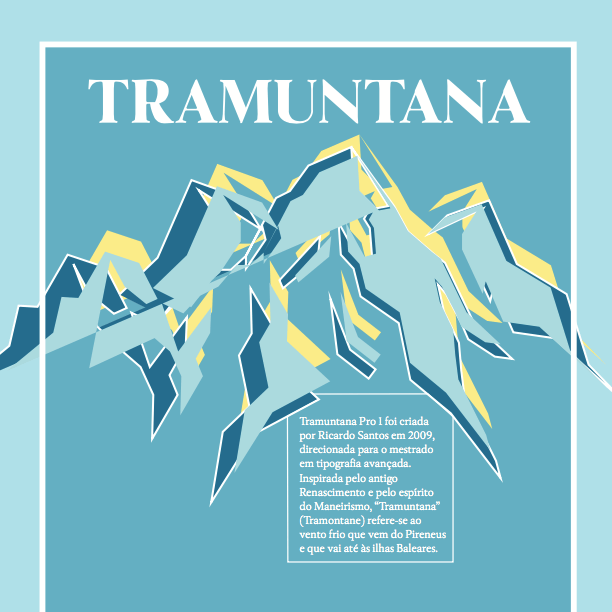 TRAMUNTANA
Tramuntana Pro 1 foi criada
por Ricardo Santos em 2009,
direcionada para o mestrado
em tipografia avançada.
Inspirada pelo antigo
Renascimento e pelo espírito
do Maneirismo, “Tramuntana”
(Tramontane) refere-se ao
vento frio que vem do Pireneus
e que vai até às ilhas Baleares.